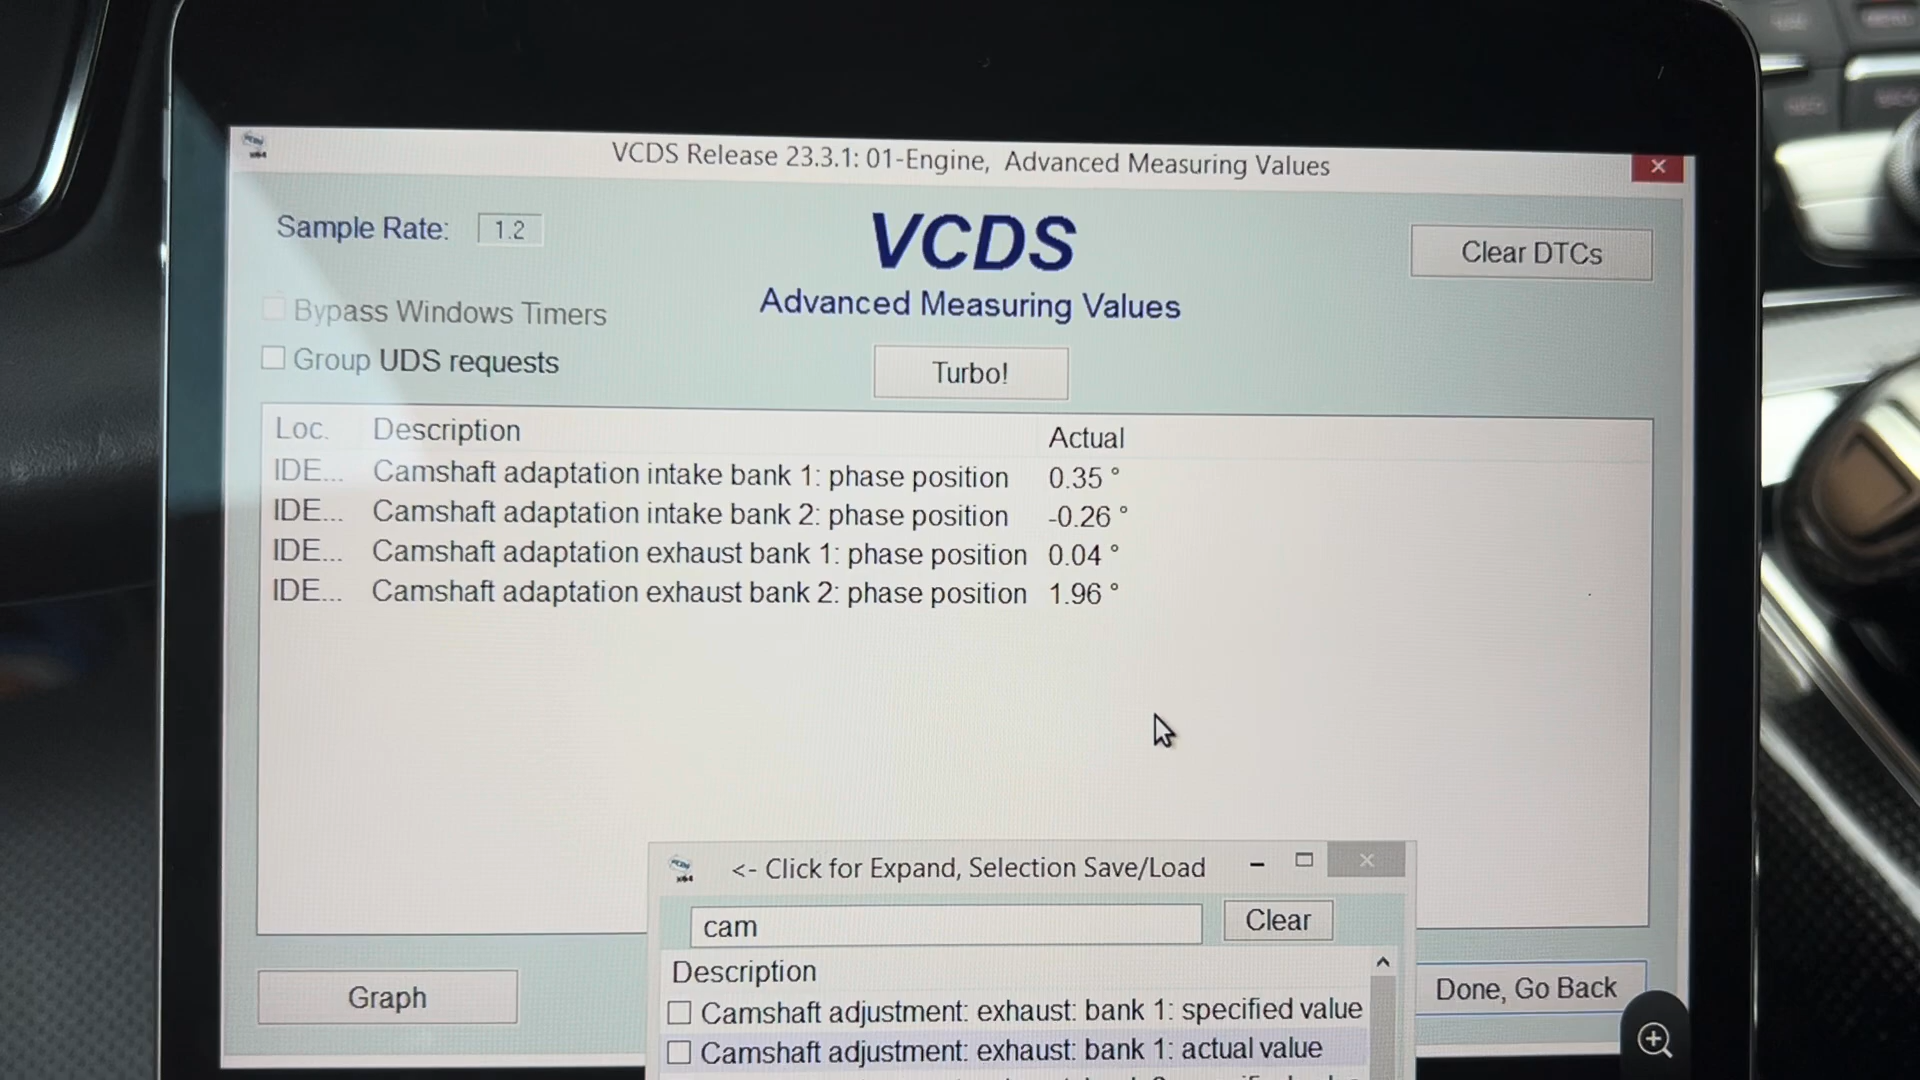 VCDS Release 23.3.1: 01-Engine, Advanced Measuring Values
Sample Rate: 1.2
VCDS
Clear DTCs
Advanced Measuring Values
Bypass Windows Timers
Group UDS requests
Turbo!
Loc. Description Actual
IDE... Camshaft adaptation intake bank 1: phase position 0.35 °
IDE... Camshaft adaptation intake bank 2: phase position -0.26 °
IDE... Camshaft adaptation exhaust bank 1: phase position 0.04 °
IDE... Camshaft adaptation exhaust bank 2: phase position 1.96 °
<- Click for Expand, Selection Save/Load
cam
Clear
Description
Camshaft adjustment: exhaust: bank 1: specified value
Camshaft adjustment: exhaust: bank 1: actual value
Graph
Done, Go Back